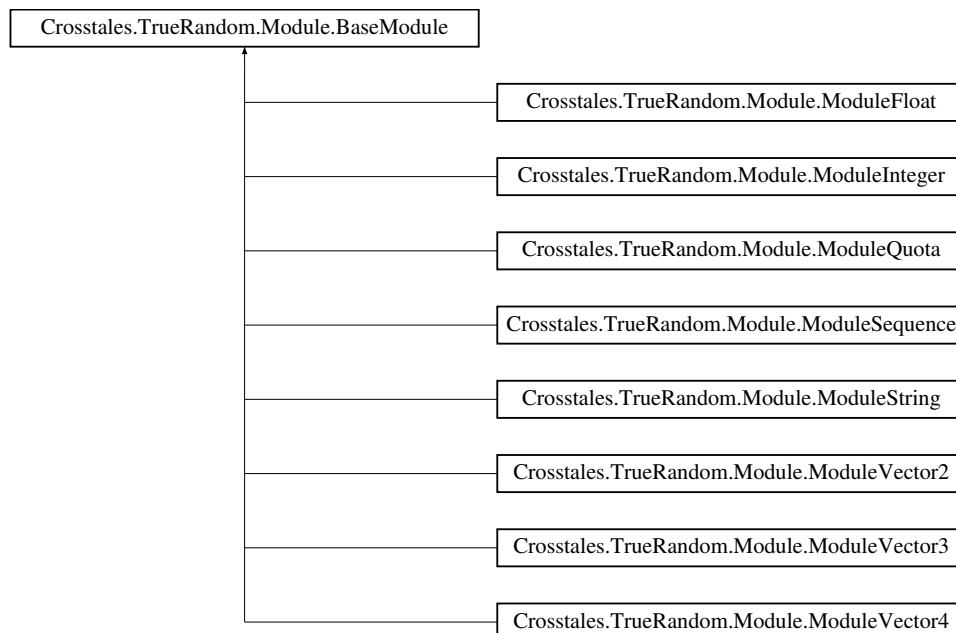 Crosstales.TrueRandom.Module.BaseModule
Crosstales.TrueRandom.Module.ModuleFloat
Crosstales.TrueRandom.Module.ModuleInteger
Crosstales.TrueRandom.Module.ModuleQuota
Crosstales.TrueRandom.Module.ModuleSequence
Crosstales.TrueRandom.Module.ModuleString
Crosstales.TrueRandom.Module.ModuleVector2
Crosstales.TrueRandom.Module.ModuleVector3
Crosstales.TrueRandom.Module.ModuleVector4